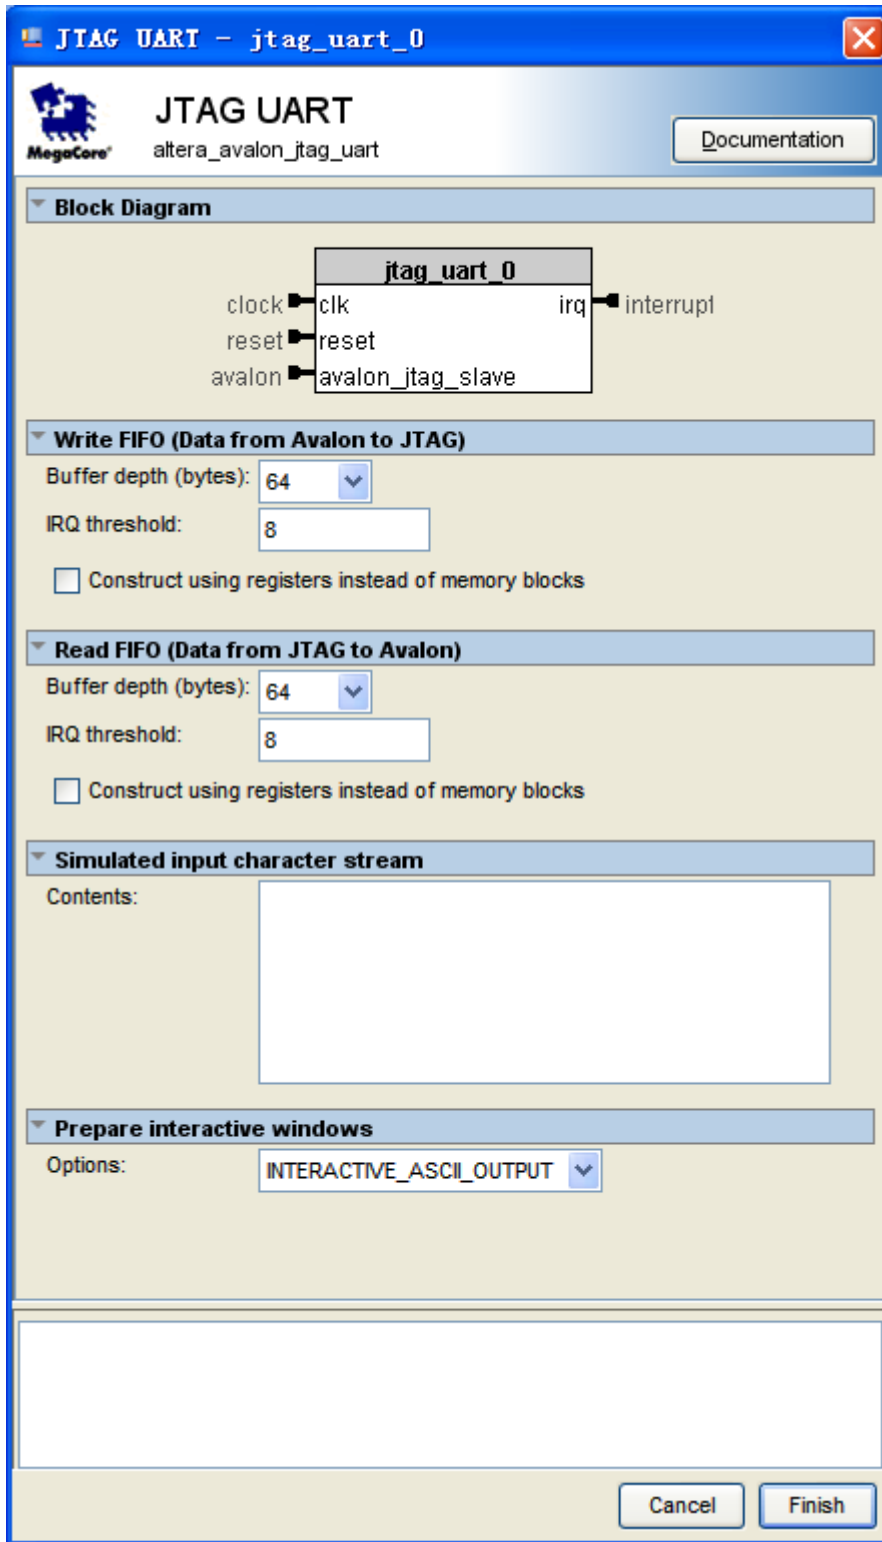 JTAG UART - jtag_uart_0
MegaCore®
JTAG UART
altera_avalon_jtag_uart
Documentation
Block Diagram
jtag_uart_0
clock clk irq interrupt
reset reset
avalon avalon_jtag_slave
Write FIFO (Data from Avalon to JTAG)
Buffer depth (bytes): 64
IRQ threshold: 8
Construct using registers instead of memory blocks
Read FIFO (Data from JTAG to Avalon)
Buffer depth (bytes): 64
IRQ threshold: 8
Construct using registers instead of memory blocks
Simulated input character stream
Contents:
Prepare interactive windows
Options: INTERACTIVE_ASCII_OUTPUT
Cancel Finish